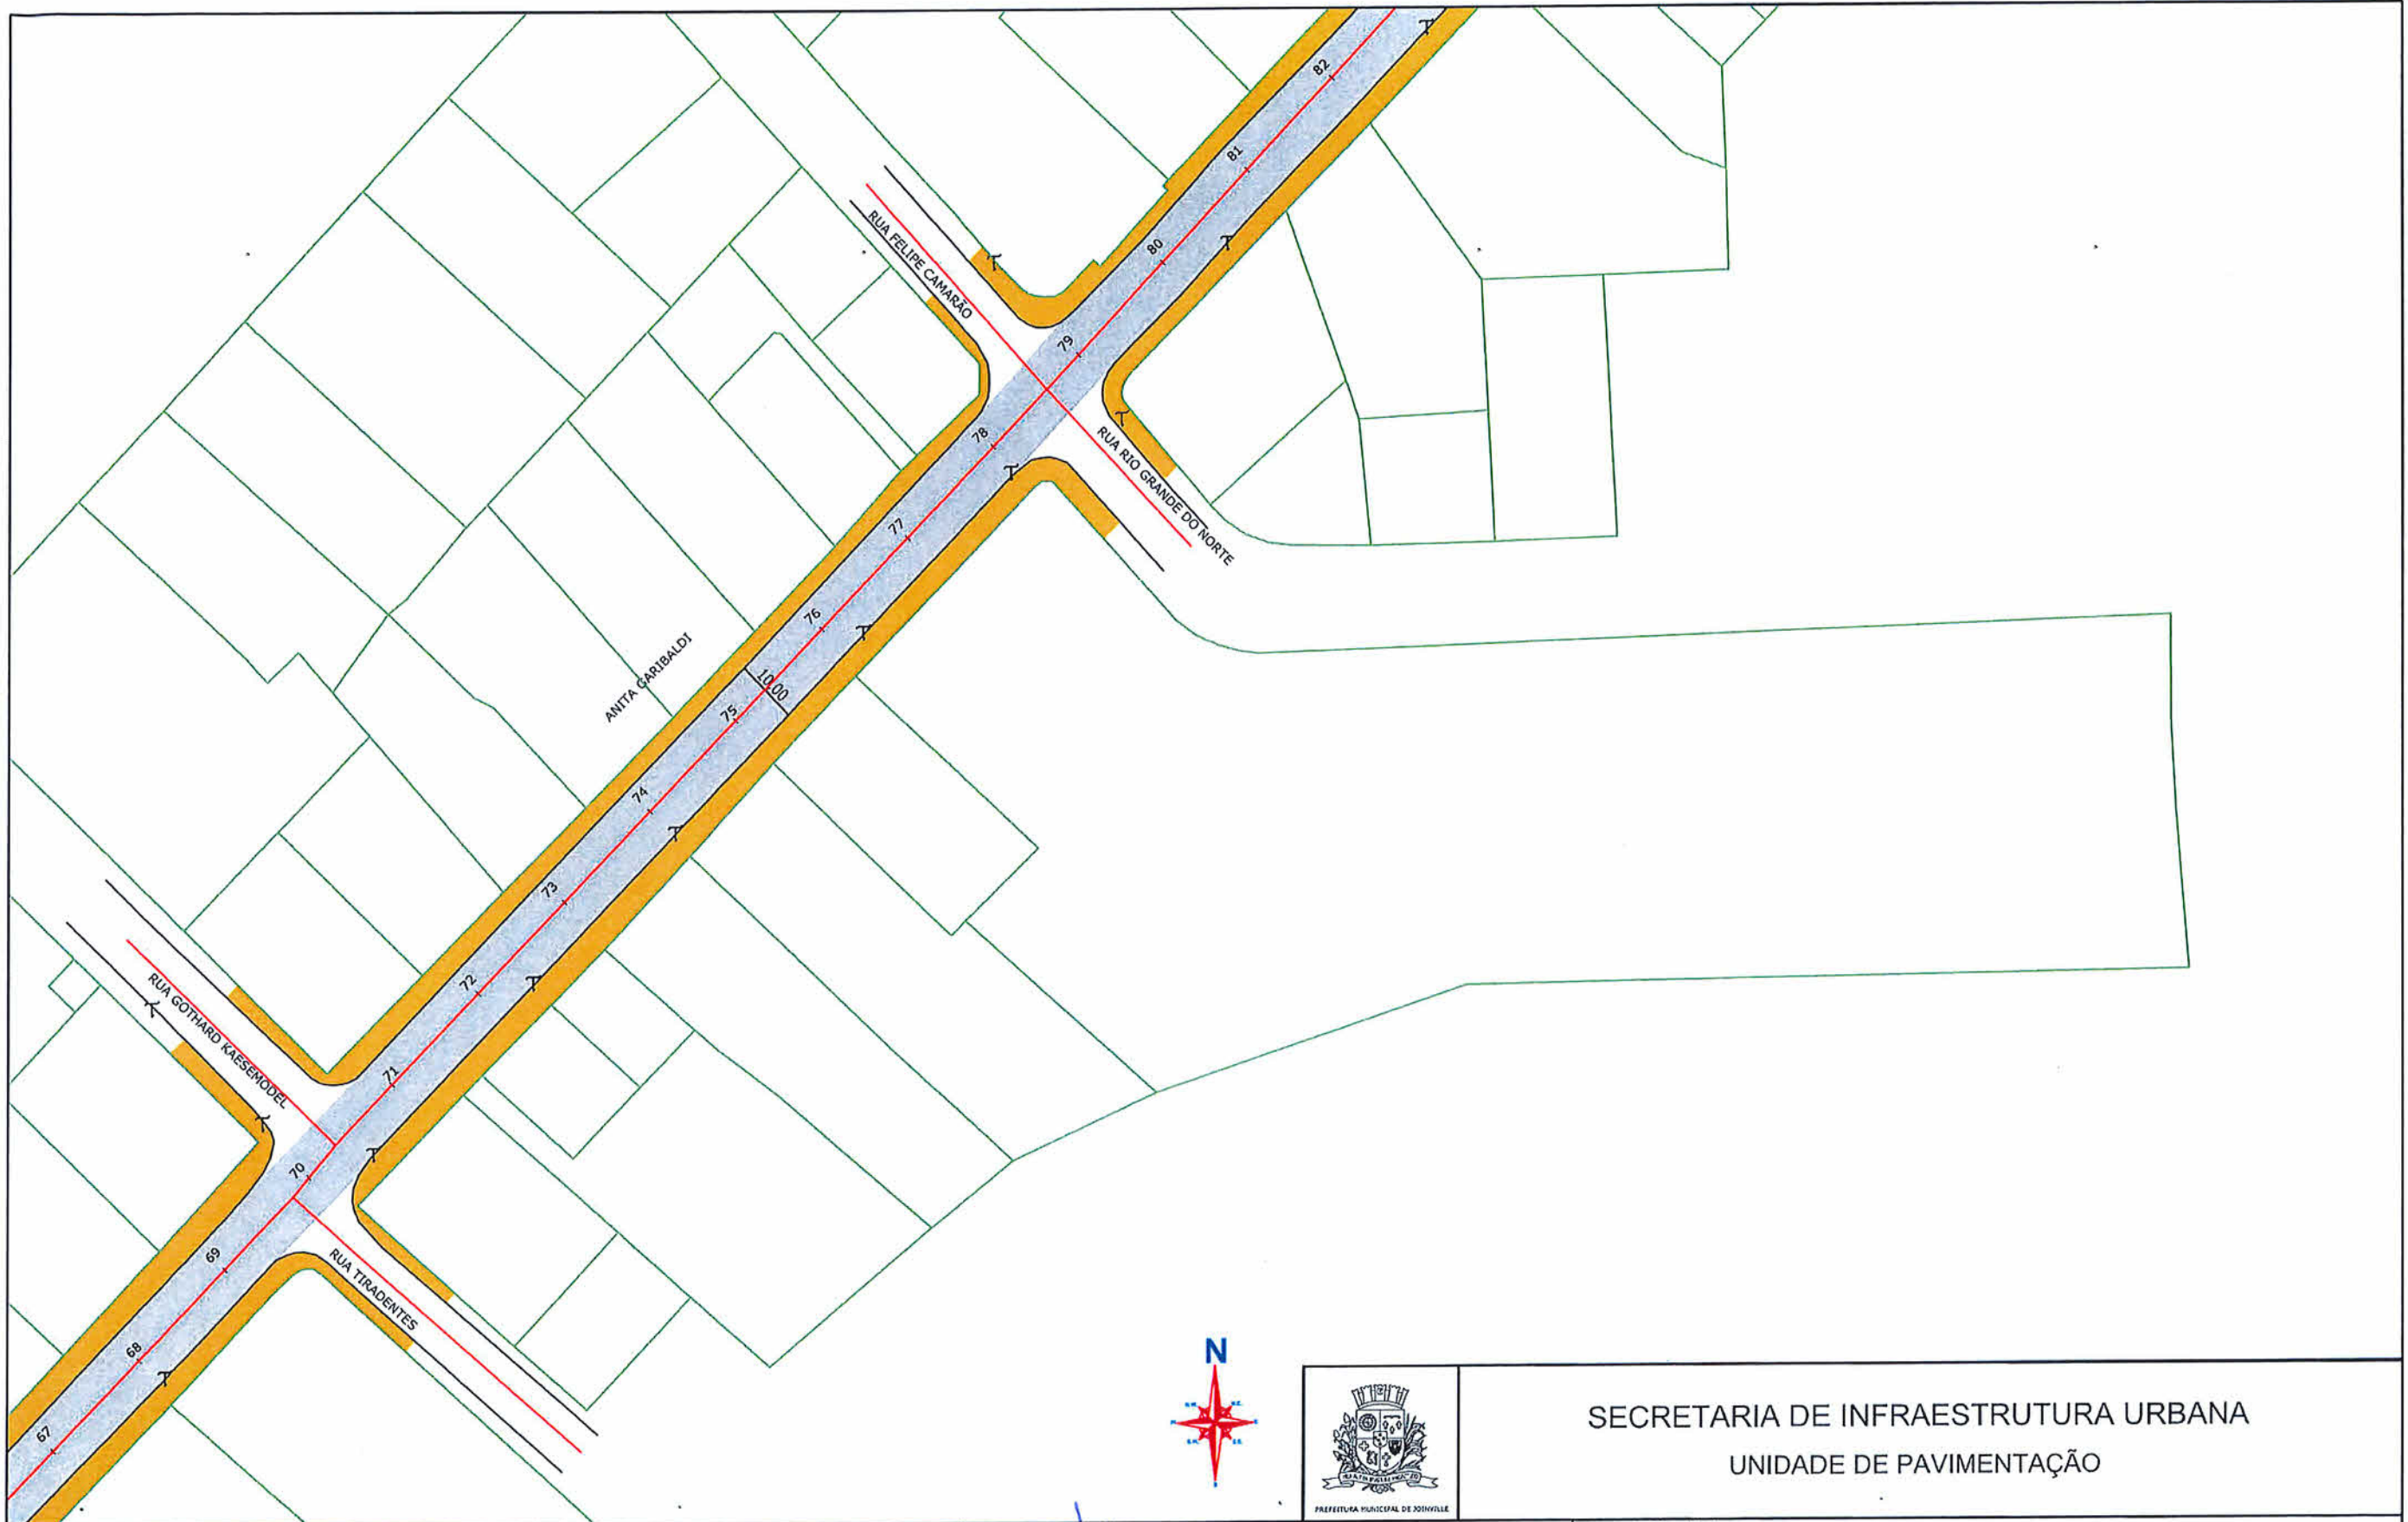 82
81
80
79
78
77
76
10.00
75
74
73
72
71
70
69
68
67
RUA FELIPE CAMARÃO
RUA RIO GRANDE DO NORTE
ANITA GARIBALDI
RUA GOTHARD KAESEMODEL
RUA TIRADENTES
N
PREFEITURA MUNICIPAL DE JOINVILLE
SECRETARIA DE INFRAESTRUTURA URBANA
UNIDADE DE PAVIMENTAÇÃO